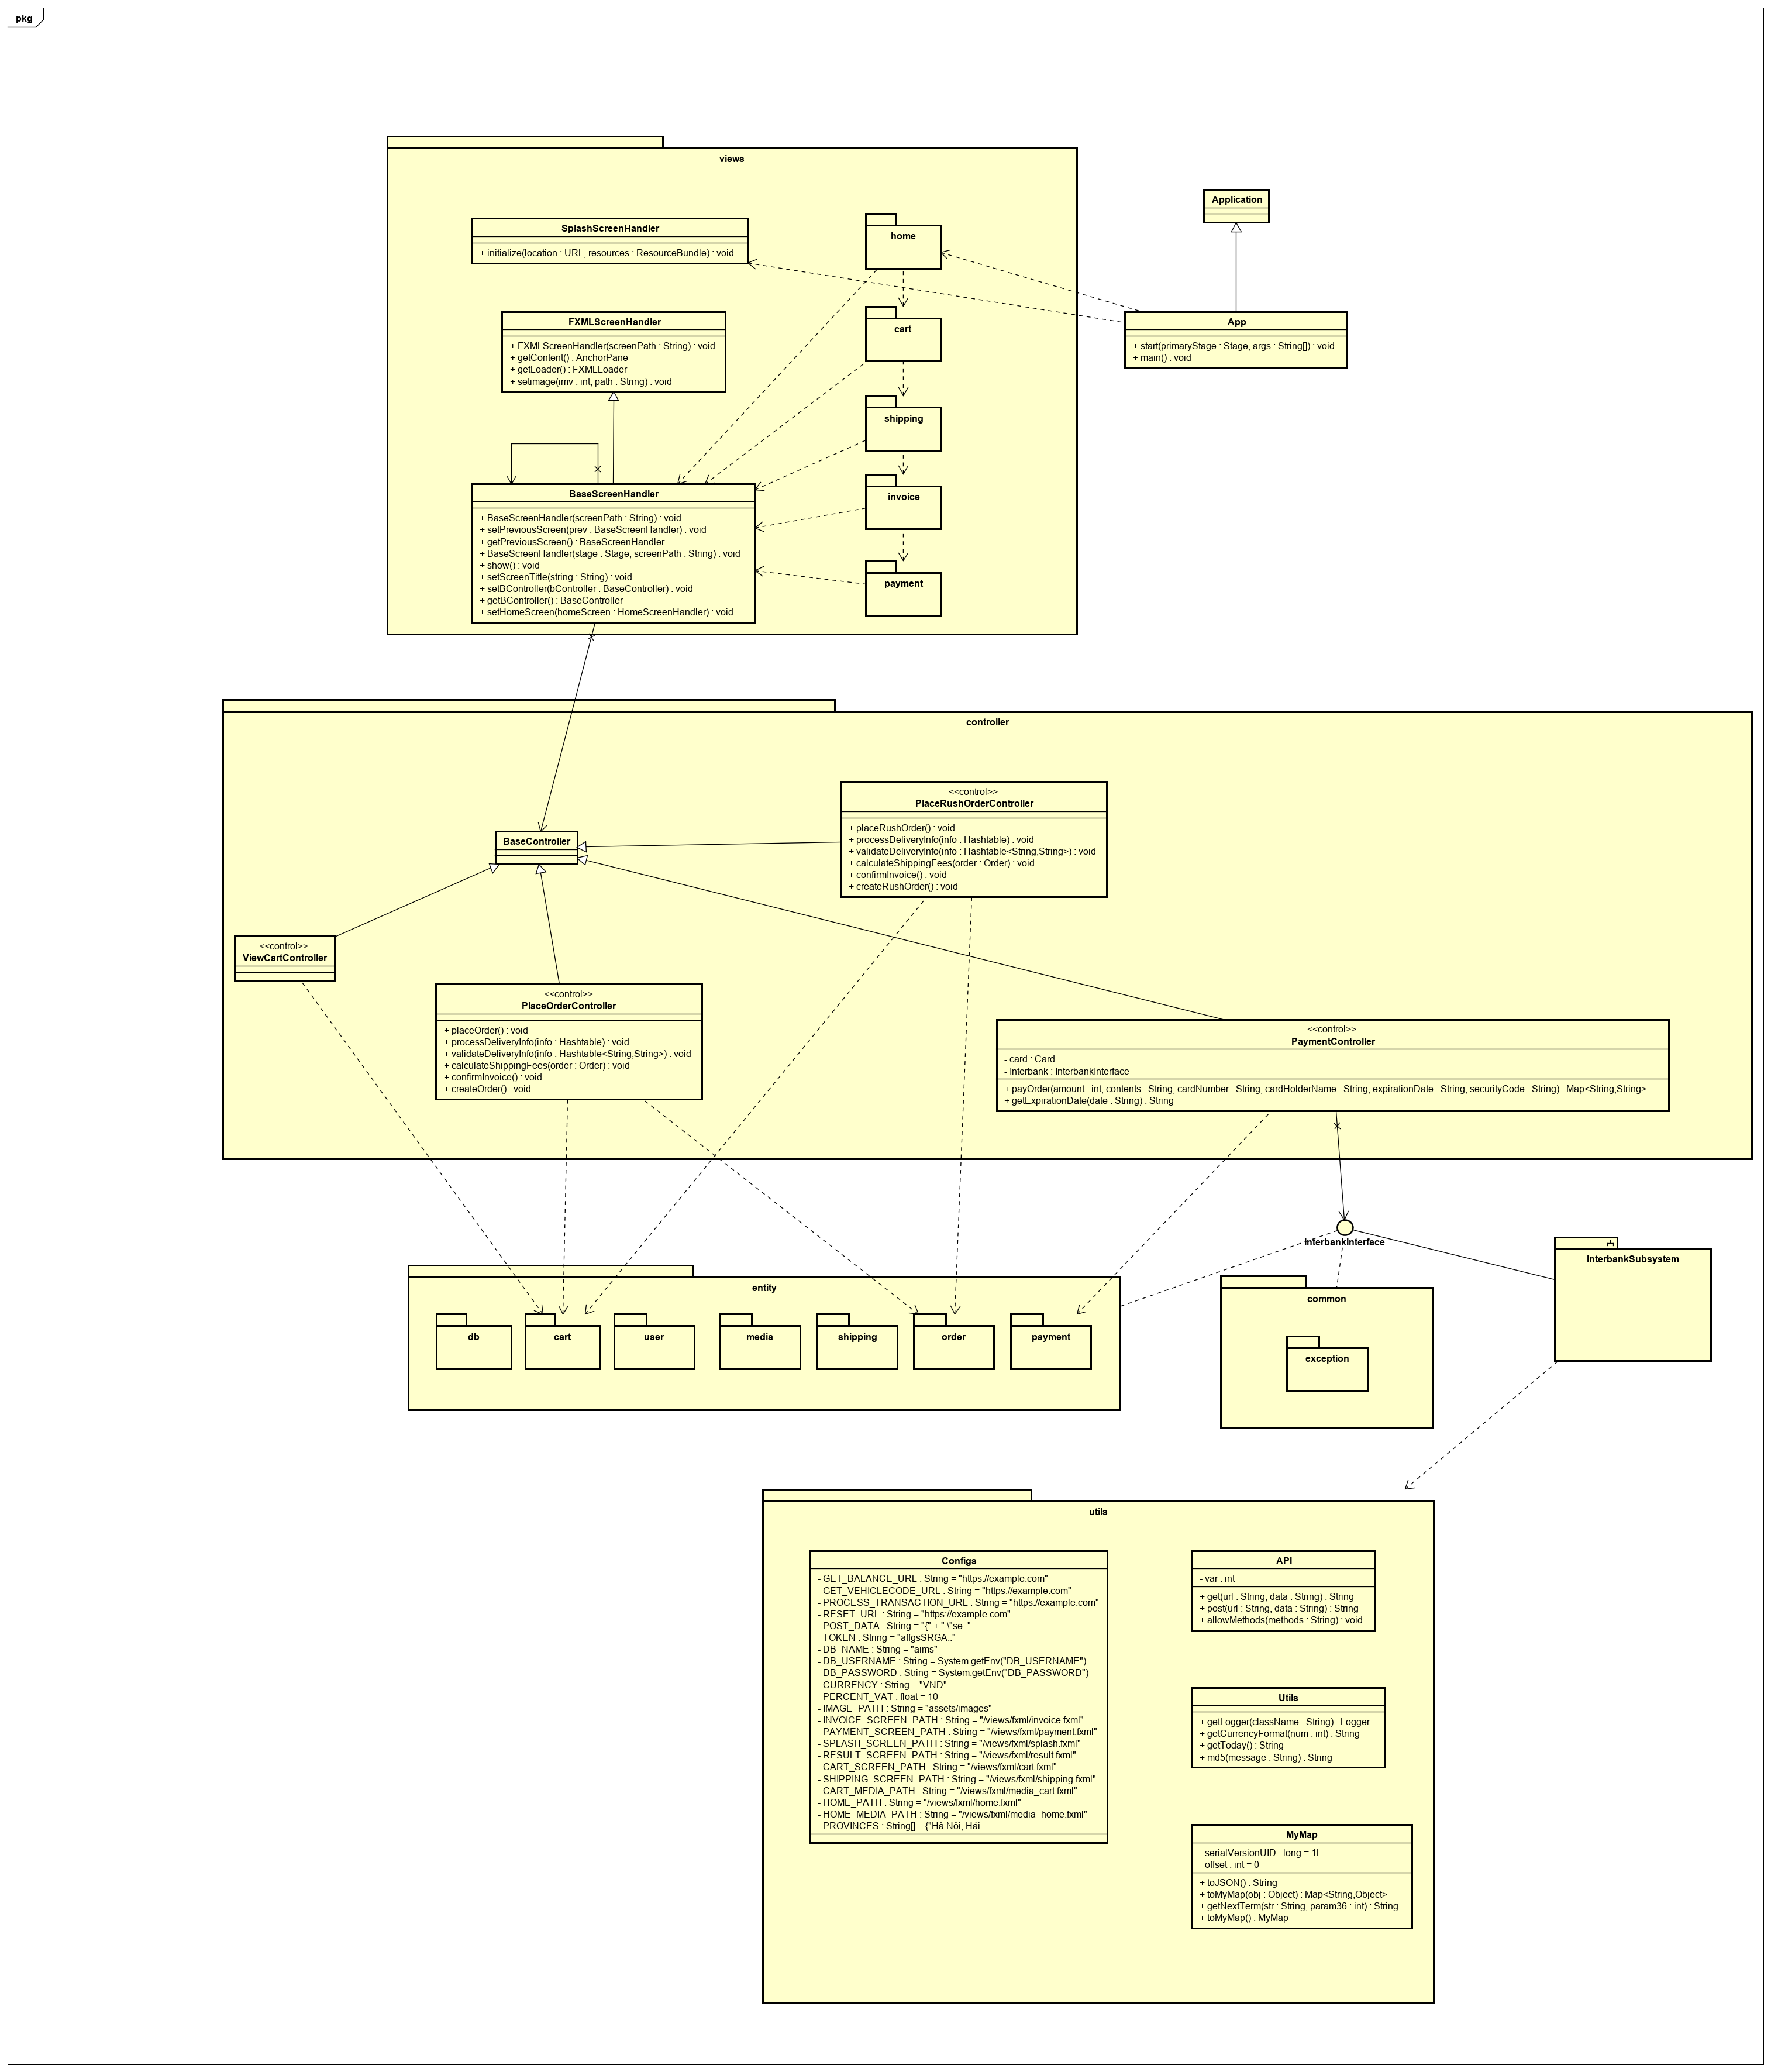 pkg
views
SplashScreenHandler
+ initialize(location : URL, resources : ResourceBundle) : void
home
Application
FXMLScreenHandler
+ FXMLScreenHandler(screenPath : String) : void
+ getContent() : AnchorPane
+ getLoader() : FXMLLoader
+ setimage(imv : int, path : String) : void
cart
App
+ start(primaryStage : Stage, args : String[]) : void
+ main() : void
shipping
invoice
payment
BaseScreenHandler
+ BaseScreenHandler(screenPath : String) : void
+ setPreviousScreen(prev : BaseScreenHandler) : void
+ getPreviousScreen() : BaseScreenHandler
+ BaseScreenHandler(stage : Stage, screenPath : String) : void
+ show() : void
+ setScreenTitle(string : String) : void
+ setBController(bController : BaseController) : void
+ getBController() : BaseController
+ setHomeScreen(homeScreen : HomeScreenHandler) : void
controller
<<control>>
PlaceRushOrderController
+ placeRushOrder() : void
+ processDeliveryInfo(info : Hashtable) : void
+ validateDeliveryInfo(info : Hashtable<String,String>) : void
+ calculateShippingFees(order : Order) : void
+ confirmInvoice() : void
+ createRushOrder() : void
BaseController
<<control>>
ViewCartController
<<control>>
PlaceOrderController
+ placeOrder() : void
+ processDeliveryInfo(info : Hashtable) : void
+ validateDeliveryInfo(info : Hashtable<String,String>) : void
+ calculateShippingFees(order : Order) : void
+ confirmInvoice() : void
+ createOrder() : void
<<control>>
PaymentController
- card : Card
- Interbank : InterbankInterface
+ payOrder(amount : int, contents : String, cardNumber : String, cardHolderName : String, expirationDate : String, securityCode : String) : Map<String,String>
+ getExpirationDate(date : String) : String
InterbankInterface
InterbankSubsystem
entity
db
cart
user
media
shipping
order
payment
common
exception
utils
Configs
- GET_BALANCE_URL : String = "https://example.com"
- GET_VEHICLECODE_URL : String = "https://example.com"
- PROCESS_TRANSACTION_URL : String = "https://example.com"
- RESET_URL : String = "https://example.com"
- POST_DATA : String = "{" + " \"se..."
- TOKEN : String = "affgsSRGA.."
- DB_NAME : String = "aims"
- DB_USERNAME : String = System.getEnv("DB_USERNAME")
- DB_PASSWORD : String = System.getEnv("DB_PASSWORD")
- CURRENCY : String = "VND"
- PERCENT_VAT : float = 10
- IMAGE_PATH : String = "assets/images"
- INVOICE_SCREEN_PATH : String = "/views/fxml/invoice.fxml"
- PAYMENT_SCREEN_PATH : String = "/views/fxml/payment.fxml"
- SPLASH_SCREEN_PATH : String = "/views/fxml/splash.fxml"
- RESULT_SCREEN_PATH : String = "/views/fxml/result.fxml"
- CART_SCREEN_PATH : String = "/views/fxml/cart.fxml"
- SHIPPING_SCREEN_PATH : String = "/views/fxml/shipping.fxml"
- CART_MEDIA_PATH : String = "/views/fxml/media_cart.fxml"
- HOME_PATH : String = "/views/fxml/home.fxml"
- HOME_MEDIA_PATH : String = "/views/fxml/media_home.fxml"
- PROVINCES : String[] = {"Hà Nội, Hải ..
API
- var : int
+ get(url : String, data : String) : String
+ post(url : String, data : String) : String
+ allowMethods(methods : String) : void
Utils
+ getLogger(className : String) : Logger
+ getCurrencyFormat(num : int) : String
+ getToday() : String
+ md5(message : String) : String
MyMap
- serialVersionUID : long = 1L
- offset : int = 0
+ toJSON() : String
+ toMyMap(obj : Object) : Map<String,Object>
+ getNextTerm(str : String, param36 : int) : String
+ toMyMap() : MyMap